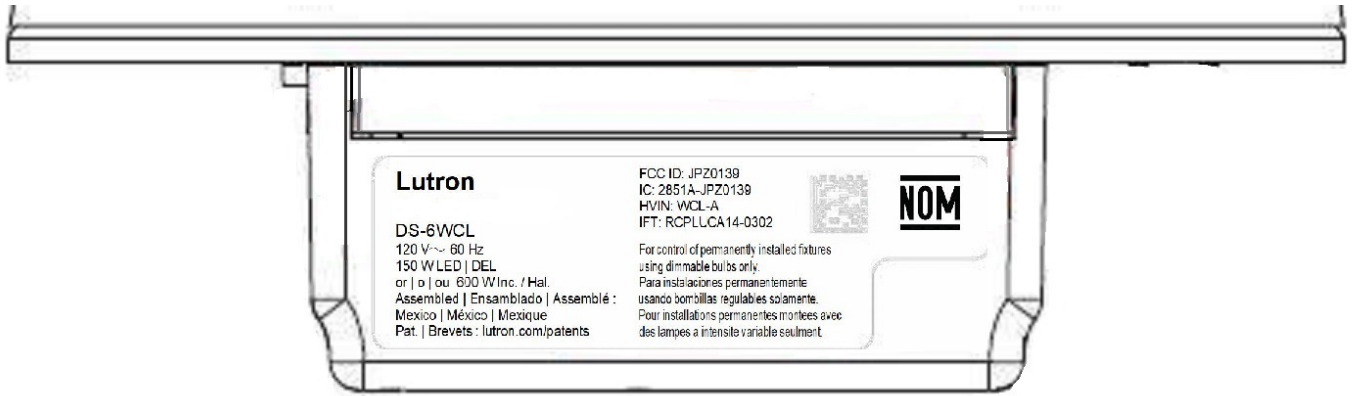 Lutron
DS-6WCL
120 V~ 60 Hz
150 W LED | DEL
or | o | ou 600 W Inc. / Hal.
Assembled | Ensamblado | Assemblé :
Mexico | México | Mexique
Pat. | Brevets : lutron.com/patents
FCC ID: JPZ0139
IC: 2851A-JPZ0139
HVIN: WCL-A
IFT: RCPLUCA14-0302
For control of permanently installed fixtures
using dimmable bulbs only.
Para instalaciones permanentemente
usando bombillas regulables solamente.
Pour installations permanentes montees avec
des lampes a intensite variable seulment.
NOM